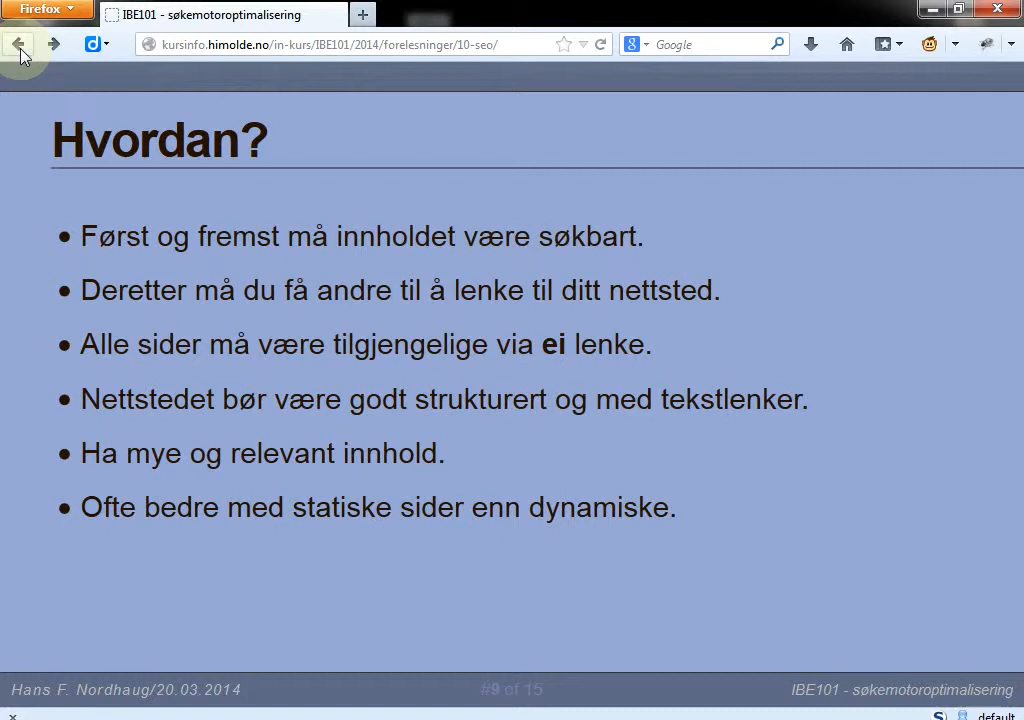 Firefox
IBE101 - søkemotoroptimalisering
kursinfo.himolde.no/in-kurs/IBE101/2014/forelesninger/10-seo/
Google
Hvordan?
• Først og fremst må innholdet være søkbart.
• Deretter må du få andre til å lenke til ditt nettsted.
• Alle sider må være tilgjengelige via ei lenke.
• Nettstedet bør være godt strukturert og med tekstlenker.
• Ha mye og relevant innhold.
• Ofte bedre med statiske sider enn dynamiske.
Hans F. Nordhaug/20.03.2014
#9 of 15
IBE101 - søkemotoroptimalisering
default